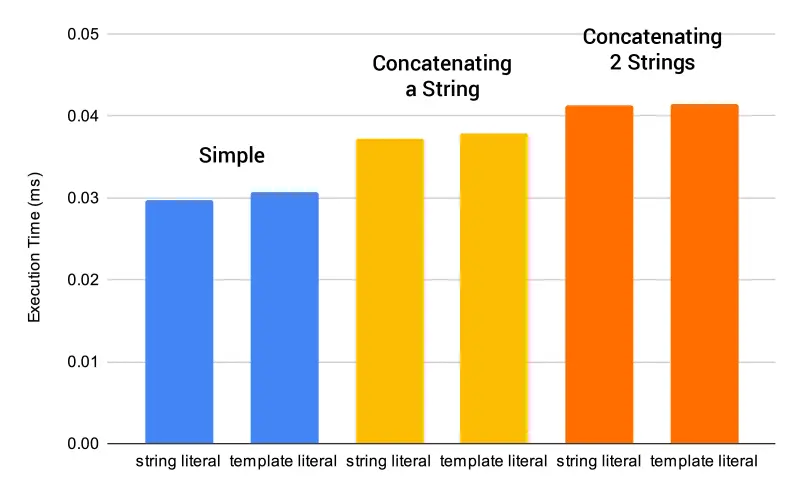 0.05
Concatenating
2 Strings
Concatenating
a String
0.04
Simple
0.03
Execution Time (ms)
0.02
0.01
0.00
string literal template literal string literal template literal string literal template literal